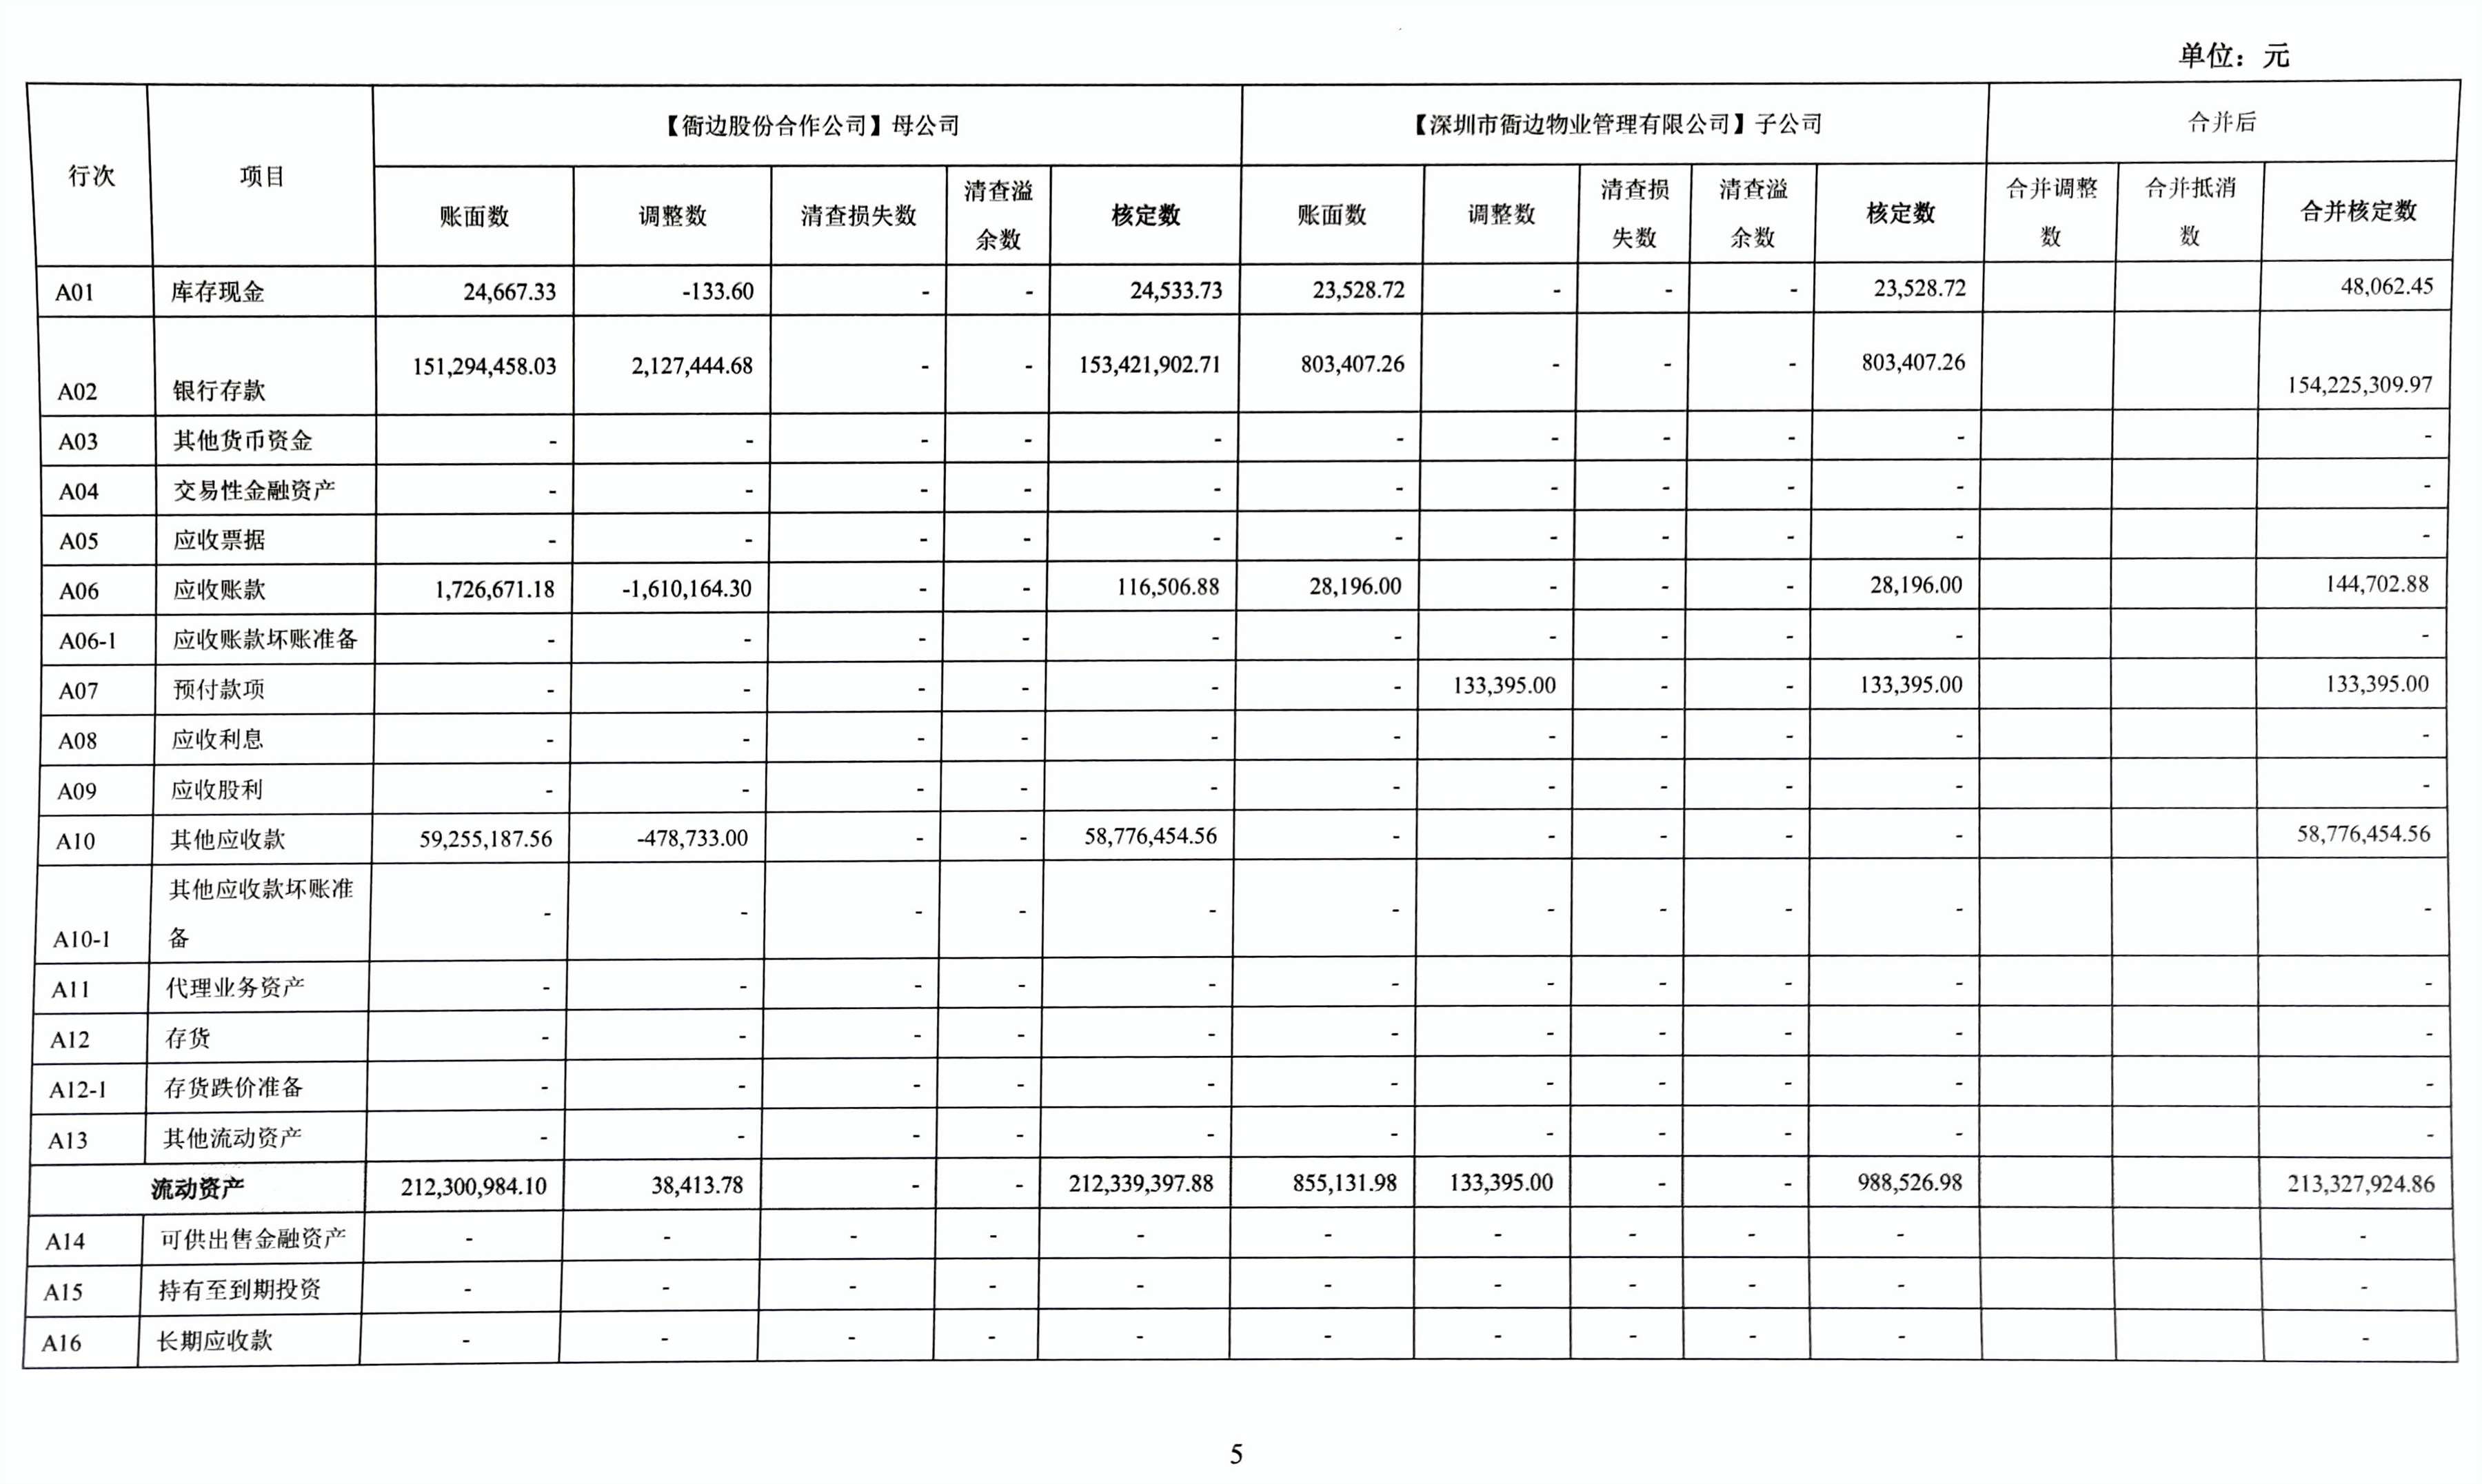 单位：元
行次 项目 【衙边股份合作公司】母公司 【深圳市衙边物业管理有限公司】子公司 合并后
账面数 调整数 清查损失数 清查溢余数 核定数 账面数 调整数 清查损失数 清查溢余数 核定数 合并调整数 合并抵消数 合并核定数
A01 库存现金 24,667.33 -133.60 - - 24,533.73 23,528.72 - - - 23,528.72 48,062.45
A02 银行存款 151,294,458.03 2,127,444.68 - - 153,421,902.71 803,407.26 - - - 803,407.26 154,225,309.97
A03 其他货币资金 - - - - - - - - - - -
A04 交易性金融资产 - - - - - - - - - - -
A05 应收票据 - - - - - - - - - - -
A06 应收账款 1,726,671.18 -1,610,164.30 - - 116,506.88 28,196.00 - - - 28,196.00 144,702.88
A06-1 应收账款坏账准备 - - - - - - - - - - -
A07 预付款项 - - - - - - 133,395.00 - - 133,395.00 133,395.00
A08 应收利息 - - - - - - - - - - -
A09 应收股利 - - - - - - - - - - -
A10 其他应收款 59,255,187.56 -478,733.00 - - 58,776,454.56 - - - - - 58,776,454.56
A10-1 其他应收款坏账准备 - - - - - - - - - - -
A11 代理业务资产 - - - - - - - - - - -
A12 存货 - - - - - - - - - - -
A12-1 存货跌价准备 - - - - - - - - - - -
A13 其他流动资产 - - - - - - - - - - -
流动资产 212,300,984.10 38,413.78 - - 212,339,397.88 855,131.98 133,395.00 - - 988,526.98 213,327,924.86
A14 可供出售金融资产 - - - - - - - - - - -
A15 持有至到期投资 - - - - - - - - - - -
A16 长期应收款 - - - - - - - - - - -
5